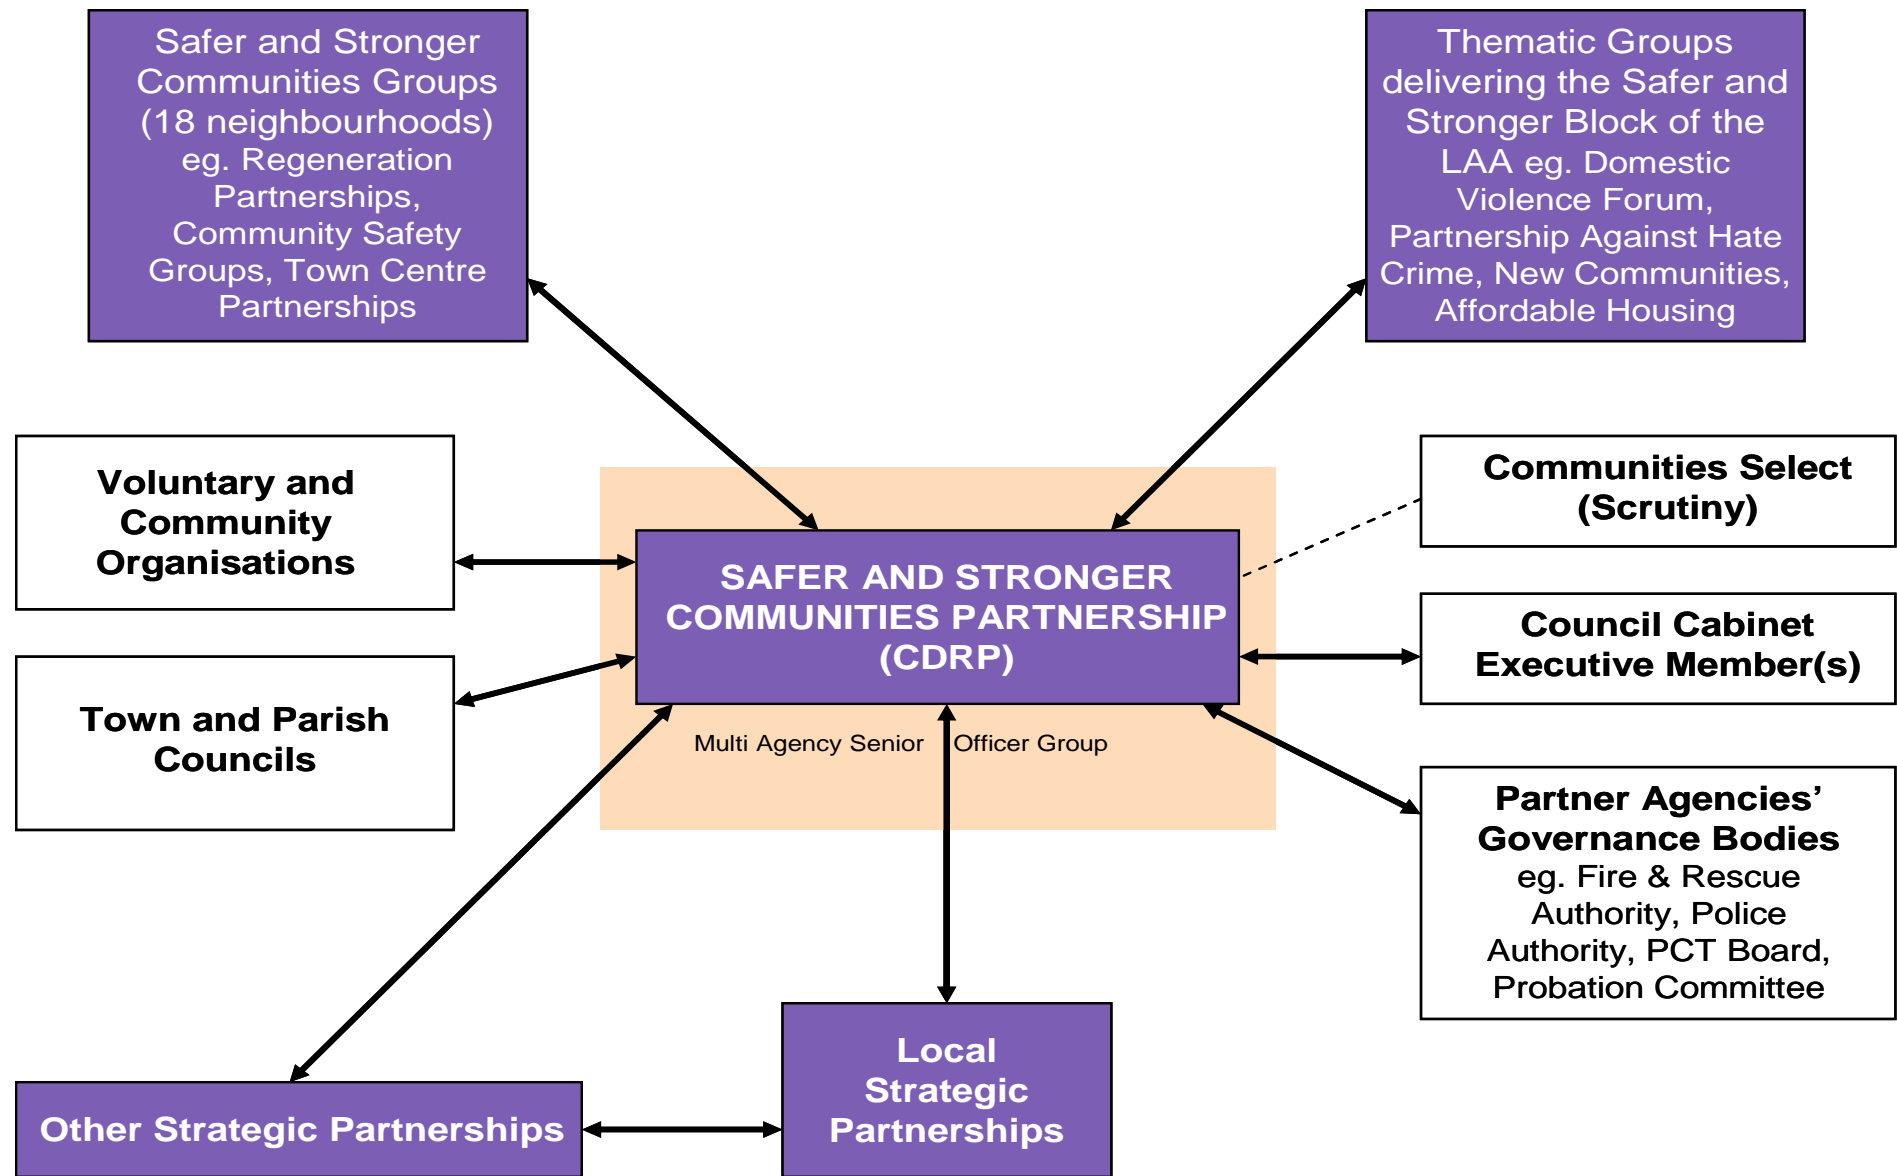 Safer and Stronger
Communities Groups
(18 neighbourhoods)
eg. Regeneration
Partnerships,
Community Safety
Groups, Town Centre
Partnerships
Thematic Groups
delivering the Safer and
Stronger Block of the
LAA eg. Domestic
Violence Forum,
Partnership Against Hate
Crime, New Communities,
Affordable Housing
Voluntary and
Community
Organisations
Communities Select
(Scrutiny)
SAFER AND STRONGER
COMMUNITIES PARTNERSHIP
(CDRP)
Council Cabinet
Executive Member(s)
Town and Parish
Councils
Multi Agency Senior Officer Group
Partner Agencies’
Governance Bodies
eg. Fire & Rescue
Authority, Police
Authority, PCT Board,
Probation Committee
Local
Strategic
Partnerships
Other Strategic Partnerships